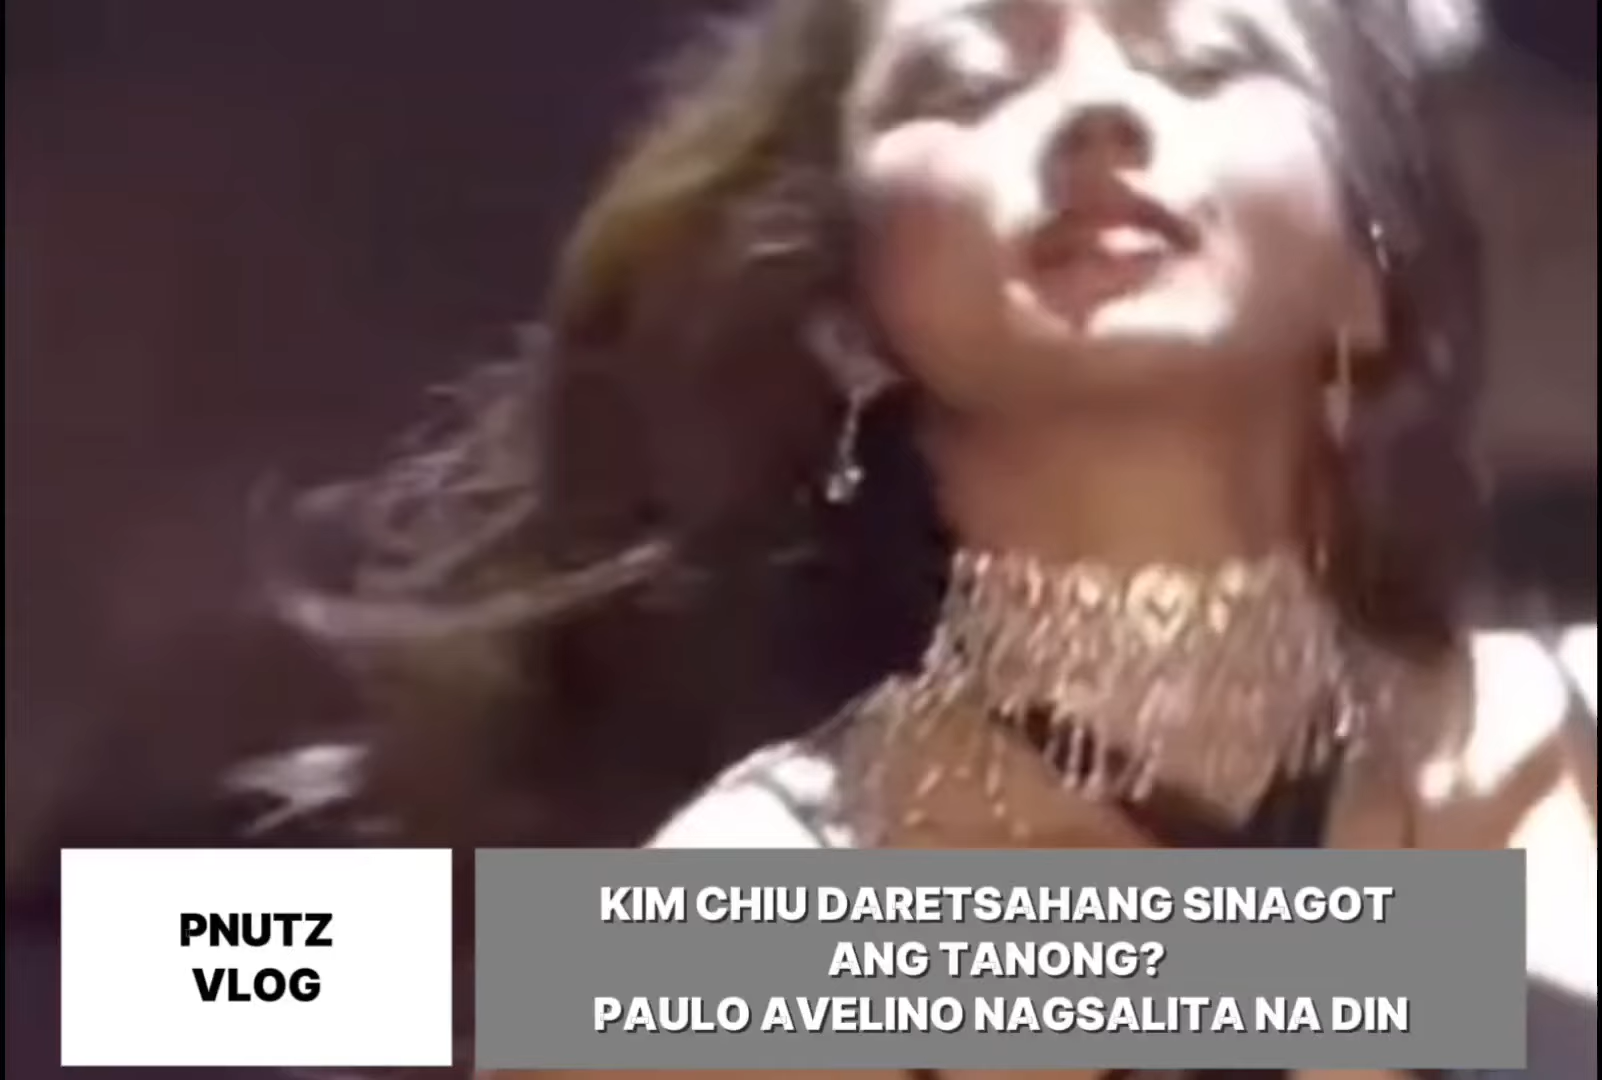 PNUTZ
VLOG
KIM CHIU DARETSAHANG SINAGOT
ANG TANONG?
PAULO AVELINO NAGSALITA NA DIN